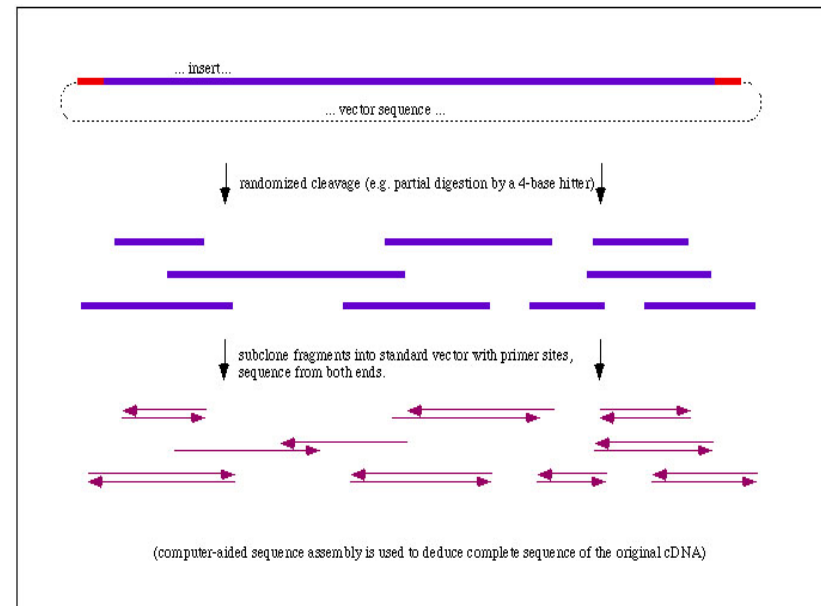 ... insert...
... vector sequence ...
randomized cleavage (e.g. partial digestion by a 4-base hitter)
subclone fragments into standard vector with primer sites,
sequence from both ends.
(computer-aided sequence assembly is used to deduce complete sequence of the original cDNA)